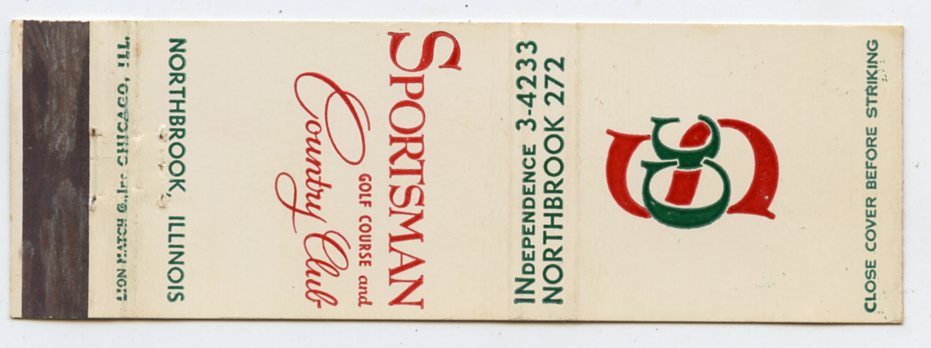 SPORTSMAN
GOLF COURSE and
Country Club
NORTHBROOK, ILLINOIS
LION MATCH Co., Inc. CHICAGO, ILL.
INDEPENDENCE 3-4233
NORTHBROOK 272
SCC
CLOSE COVER BEFORE STRIKING